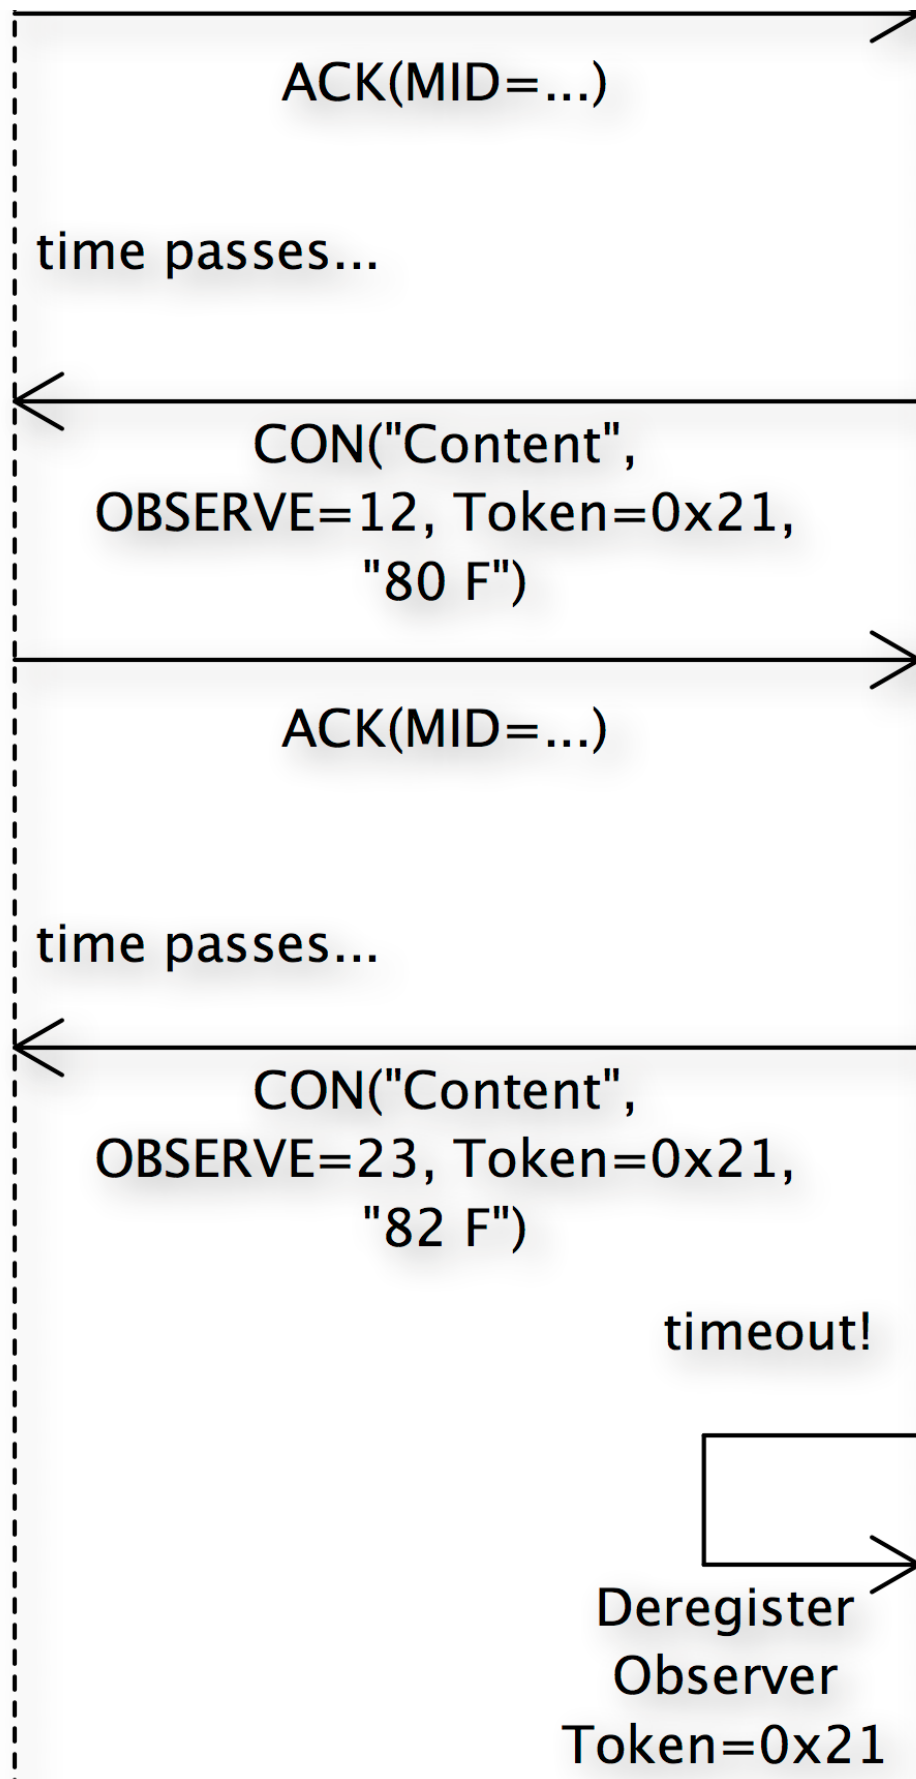 ACK(MID=...)
time passes...
CON("Content",
OBSERVE=12, Token=0x21,
"80 F")
ACK(MID=...)
time passes...
CON("Content",
OBSERVE=23, Token=0x21,
"82 F")
timeout!
Deregister
Observer
Token=0x21